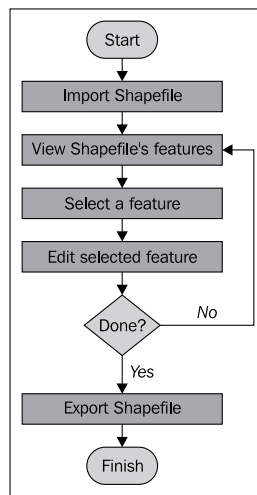 Start
Import Shapefile
View Shapefile's features
Select a feature
Edit selected feature
Done?
No
Yes
Export Shapefile
Finish